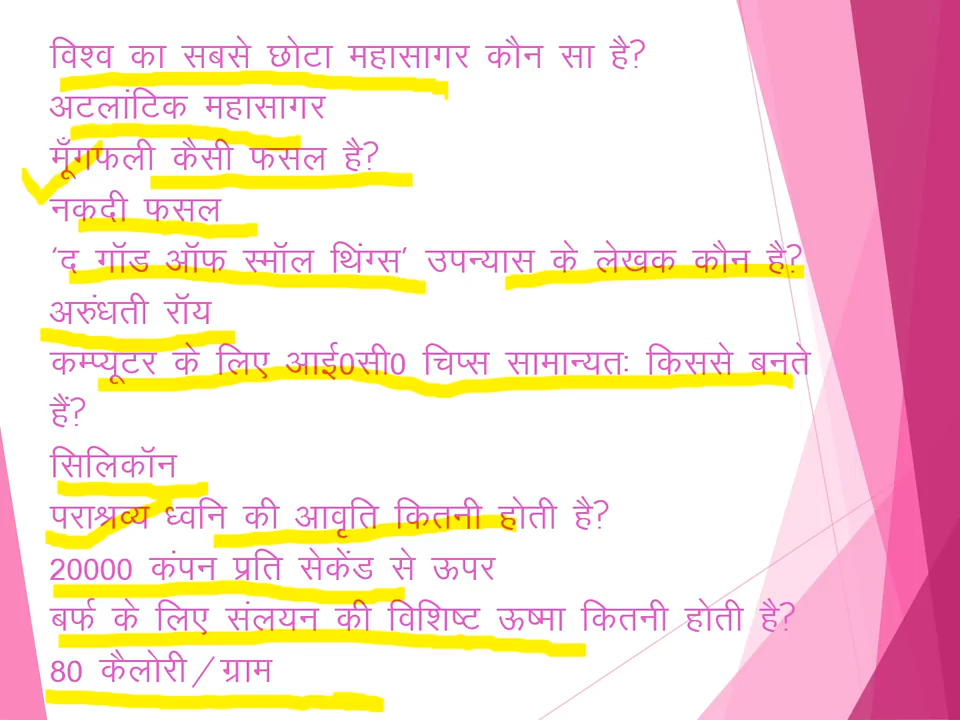 विश्व का सबसे छोटा महासागर कौन सा है?
अटलांटिक महासागर
मूँगफली कैसी फसल है?
नकदी फसल
‘द गॉड ऑफ स्मॉल थिंग्स’ उपन्यास के लेखक कौन है?
अरुंधती रॉय
कम्प्यूटर के लिए आई0सी0 चिप्स सामान्यतः किससे बनते
हैं?
सिलिकॉन
पराश्रव्य ध्वनि की आवृति कितनी होती है?
20000 कंपन प्रति सेकेंड से ऊपर
बर्फ के लिए संलयन की विशिष्ट ऊष्मा कितनी होती है?
80 कैलोरी/ग्राम